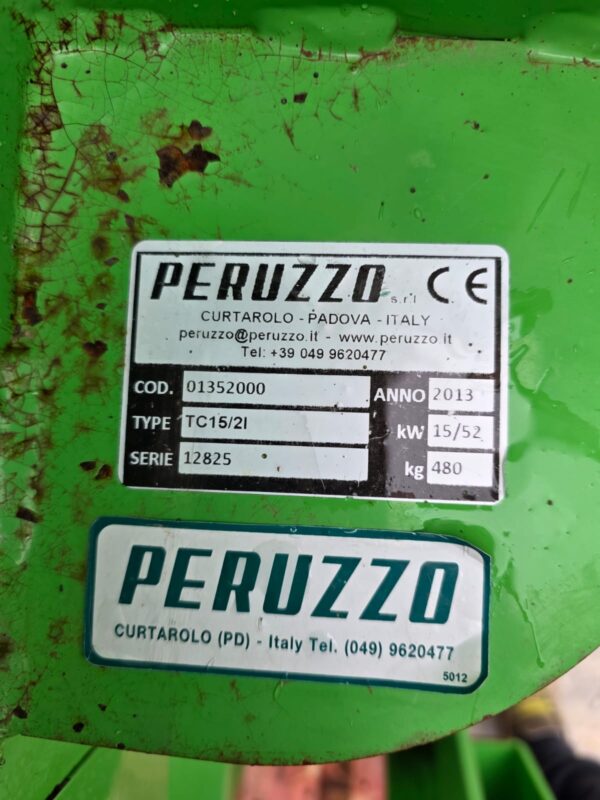 PERUZZO s.r.l CE
CURTAROLO - PADOVA - ITALY
peruzzo@peruzzo.it - www.peruzzo.it
Tel: +39 049 9620477
COD. 01352000 ANNO 2013
TYPE TC15/2I kW 15/52
SERIE 12825 kg 480
PERUZZO
CURTAROLO (PD) - Italy Tel. (049) 9620477
5012